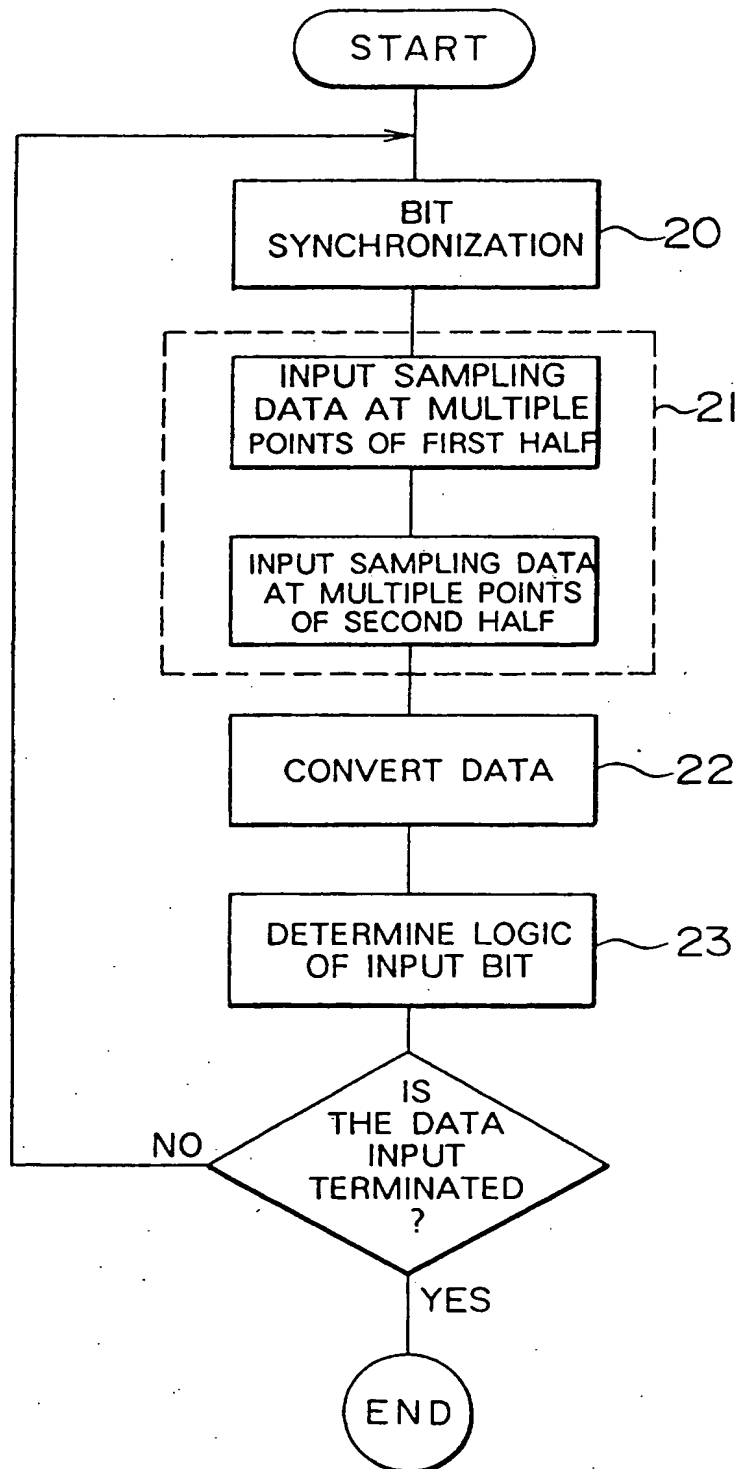 START
BIT
SYNCHRONIZATION
20
INPUT SAMPLING
DATA AT MULTIPLE
POINTS OF FIRST HALF
21
INPUT SAMPLING DATA
AT MULTIPLE POINTS
OF SECOND HALF
CONVERT DATA
22
DETERMINE LOGIC
OF INPUT BIT
23
IS
THE DATA
INPUT
TERMINATED
?
NO
YES
END